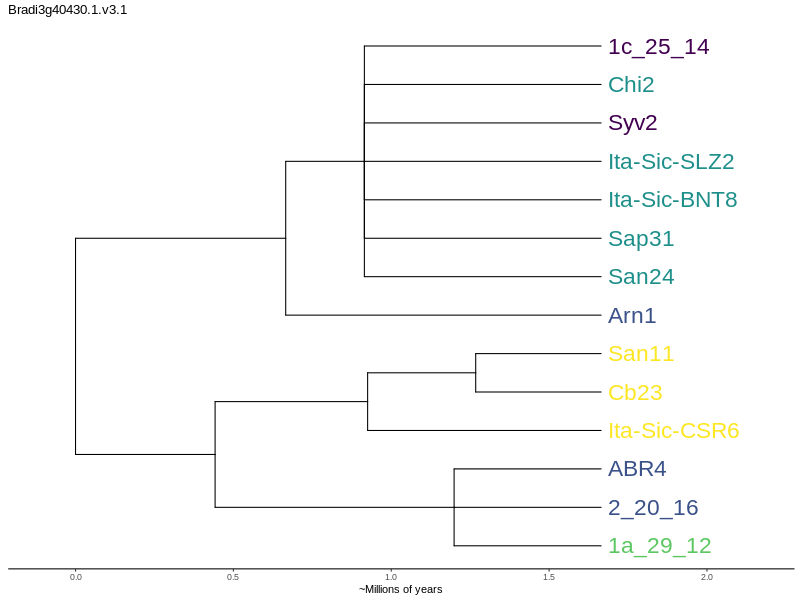 Bradi3g40430.1.v3.1
1c_25_14
Chi2
Syv2
Ita-Sic-SLZ2
Ita-Sic-BNT8
Sap31
San24
Arn1
San11
Cb23
Ita-Sic-CSR6
ABR4
2_20_16
1a_29_12
0.0 0.5 1.0 1.5 2.0
~Millions of years